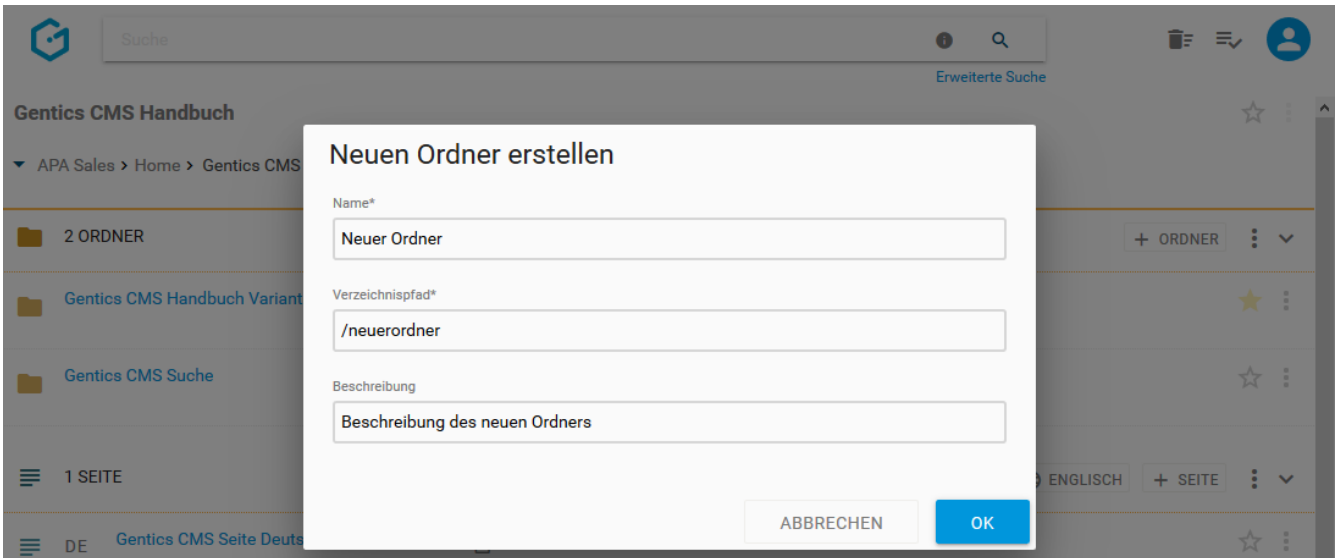 Suche
Erweiterte Suche
Gentics CMS Handbuch
APA Sales > Home > Gentics CMS
Neuen Ordner erstellen
Name*
Neuer Ordner
2 ORDNER
+ ORDNER
Verzeichnispfad*
/neuerordner
Gentics CMS Handbuch Variant
Gentics CMS Suche
Beschreibung
Beschreibung des neuen Ordners
1 SEITE
ENGLISCH
+ SEITE
ABBRECHEN
OK
DE Gentics CMS Seite Deuts